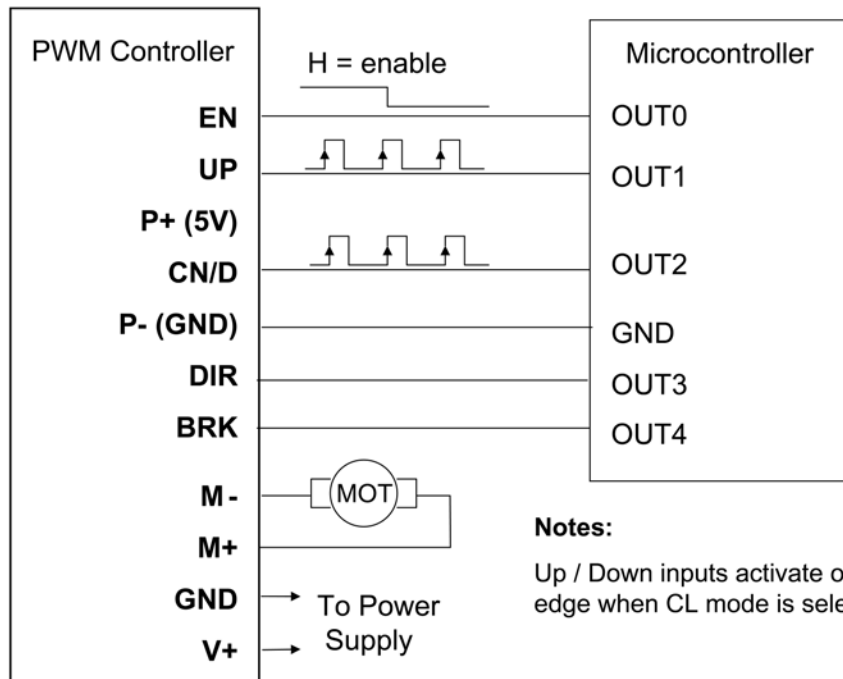 PWM Controller
H = enable
Microcontroller
EN
OUT0
UP
OUT1
P+ (5V)
CN/D
OUT2
P- (GND)
GND
DIR
OUT3
BRK
OUT4
M -
MOT
M+
Notes:
Up / Down inputs activate
edge when CL mode is
GND
To Power
Supply
V+